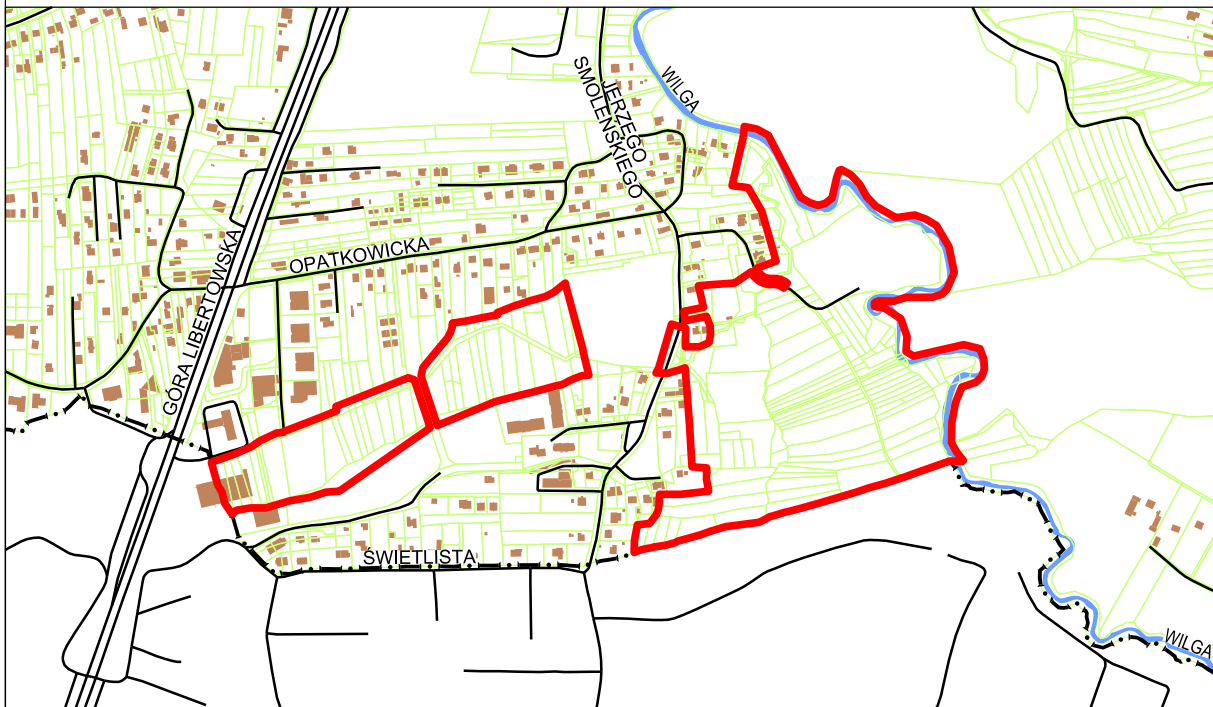 WILGA
JERZEGO
SMOLEŃSKIEGO
OPATKOWICKA
GÓRA LIBERTOWSKA
ŚWIETLISTA
WILGA